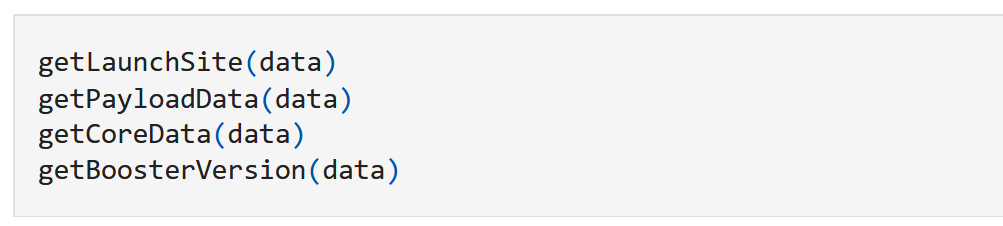 getLaunchSite(data)
getPayloadData(data)
getCoreData(data)
getBoosterVersion(data)